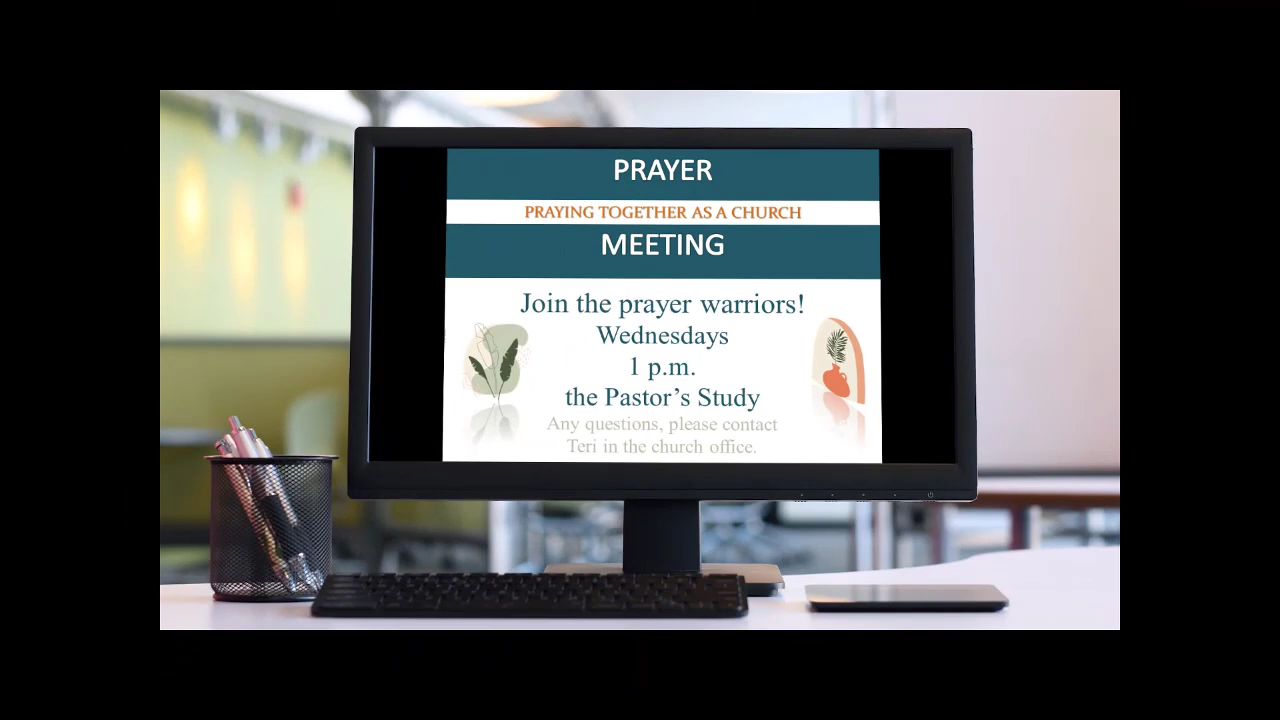 PRAYER
PRAYING TOGETHER AS A CHURCH
MEETING
Join the prayer warriors!
Wednesdays
1 p.m.
the Pastor's Study
Any questions, please contact
Teri in the church office.